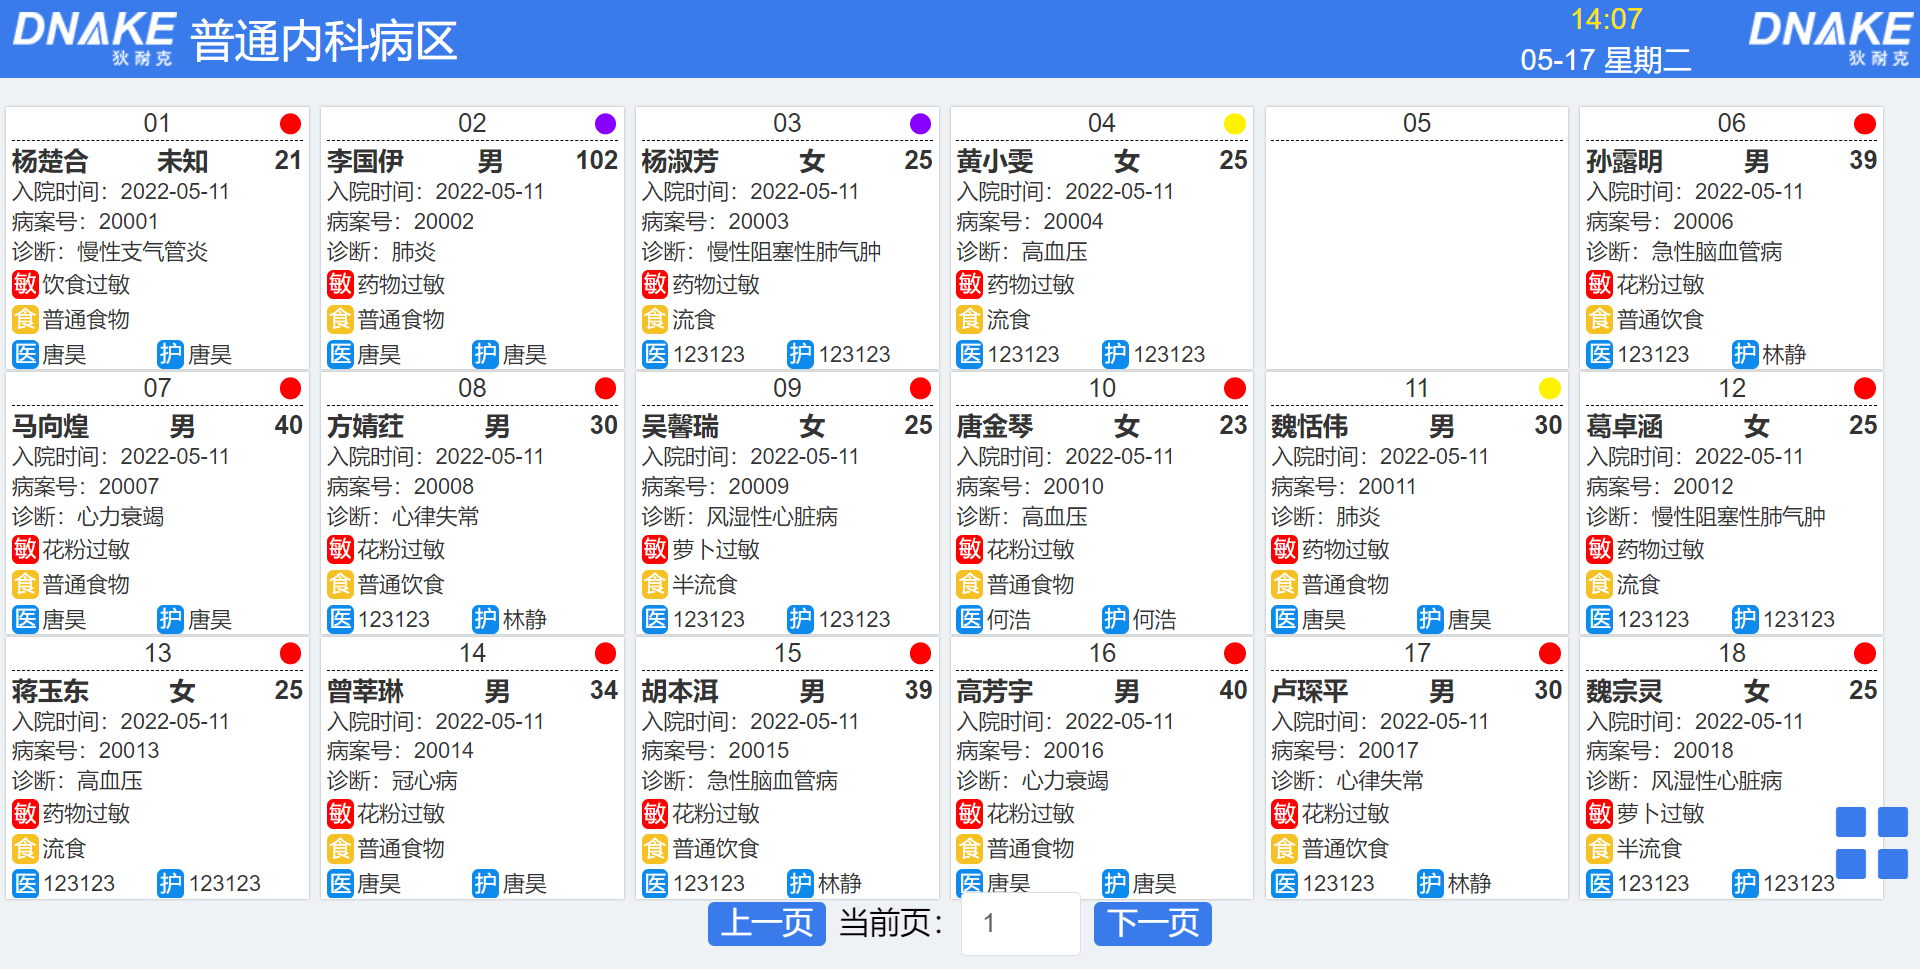 DNAKE 狄耐克 普通内科病区 14:07 DNAKE 狄耐克
05-17 星期二
01
杨楚合 未知 21
入院时间：2022-05-11
病案号：20001
诊断：慢性支气管炎
敏 饮食过敏
食 普通食物
医 唐昊 护 唐昊
02
李国伊 男 102
入院时间：2022-05-11
病案号：20002
诊断：肺炎
敏 药物过敏
食 普通食物
医 唐昊 护 唐昊
03
杨淑芳 女 25
入院时间：2022-05-11
病案号：20003
诊断：慢性阻塞性肺气肿
敏 药物过敏
食 流食
医 123123 护 123123
04
黄小雯 女 25
入院时间：2022-05-11
病案号：20004
诊断：高血压
敏 药物过敏
食 流食
医 123123 护 123123
05
06
孙露明 男 39
入院时间：2022-05-11
病案号：20006
诊断：急性脑血管病
敏 花粉过敏
食 普通饮食
医 123123 护 林静
07
马向煌 男 40
入院时间：2022-05-11
病案号：20007
诊断：心力衰竭
敏 花粉过敏
食 普通食物
医 唐昊 护 唐昊
08
方婧荭 男 30
入院时间：2022-05-11
病案号：20008
诊断：心律失常
敏 花粉过敏
食 普通饮食
医 123123 护 林静
09
吴馨瑞 女 25
入院时间：2022-05-11
病案号：20009
诊断：风湿性心脏病
敏 萝卜过敏
食 半流食
医 123123 护 123123
10
唐金琴 女 23
入院时间：2022-05-11
病案号：20010
诊断：高血压
敏 花粉过敏
食 普通食物
医 何浩 护 何浩
11
魏恬伟 男 30
入院时间：2022-05-11
病案号：20011
诊断：肺炎
敏 药物过敏
食 普通食物
医 唐昊 护 唐昊
12
葛卓涵 女 25
入院时间：2022-05-11
病案号：20012
诊断：慢性阻塞性肺气肿
敏 药物过敏
食 流食
医 123123 护 123123
13
蒋玉东 女 25
入院时间：2022-05-11
病案号：20013
诊断：高血压
敏 药物过敏
食 流食
医 123123 护 123123
14
曾莘琳 男 34
入院时间：2022-05-11
病案号：20014
诊断：冠心病
敏 花粉过敏
食 普通食物
医 唐昊 护 唐昊
15
胡本洱 男 39
入院时间：2022-05-11
病案号：20015
诊断：急性脑血管病
敏 花粉过敏
食 普通饮食
医 123123 护 林静
16
高芳宇 男 40
入院时间：2022-05-11
病案号：20016
诊断：心力衰竭
敏 花粉过敏
食 普通食物
医 唐昊 护 唐昊
17
卢琛平 男 30
入院时间：2022-05-11
病案号：20017
诊断：心律失常
敏 花粉过敏
食 普通饮食
医 123123 护 林静
18
魏宗灵 女 25
入院时间：2022-05-11
病案号：20018
诊断：风湿性心脏病
敏 萝卜过敏
食 半流食
医 123123 护 123123
上一页 当前页： 1 下一页